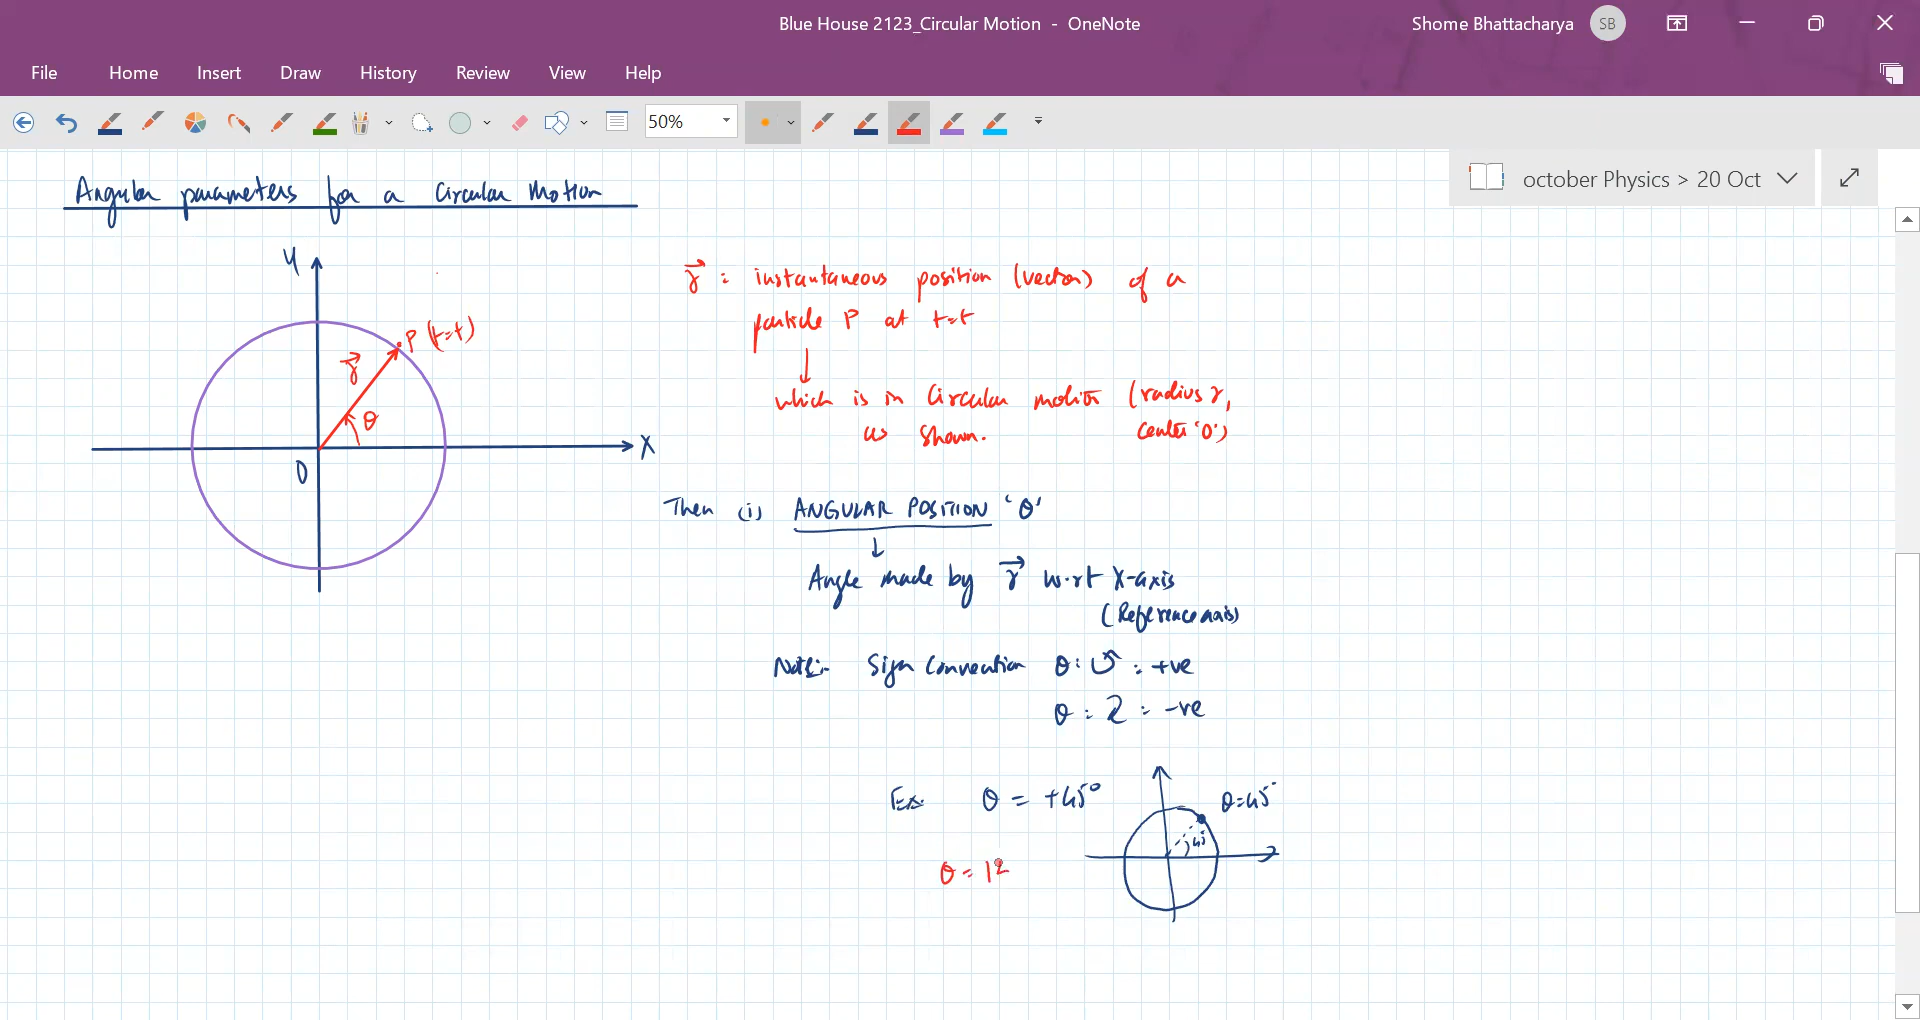 Blue House 2123_Circular Motion - OneNote
Shome Bhattacharya SB
File Home Insert Draw History Review View Help
50%
october Physics > 20 Oct
Angular parameters for a Circular Motion
Y
P (t=t)
r
θ
X
O
r : instantaneous position (vector) of a
particle P at t=t
which is in Circular motion (radius r,
as shown. center 'O')
Then (i) ANGULAR POSITION 'θ'
Angle made by r w.r.t X-axis
(Reference axis)
Note:- Sign Convention θ: ↺ : +ve
θ : ↻ : -ve
Ex: θ = +45°
θ=45°
45
θ = 12